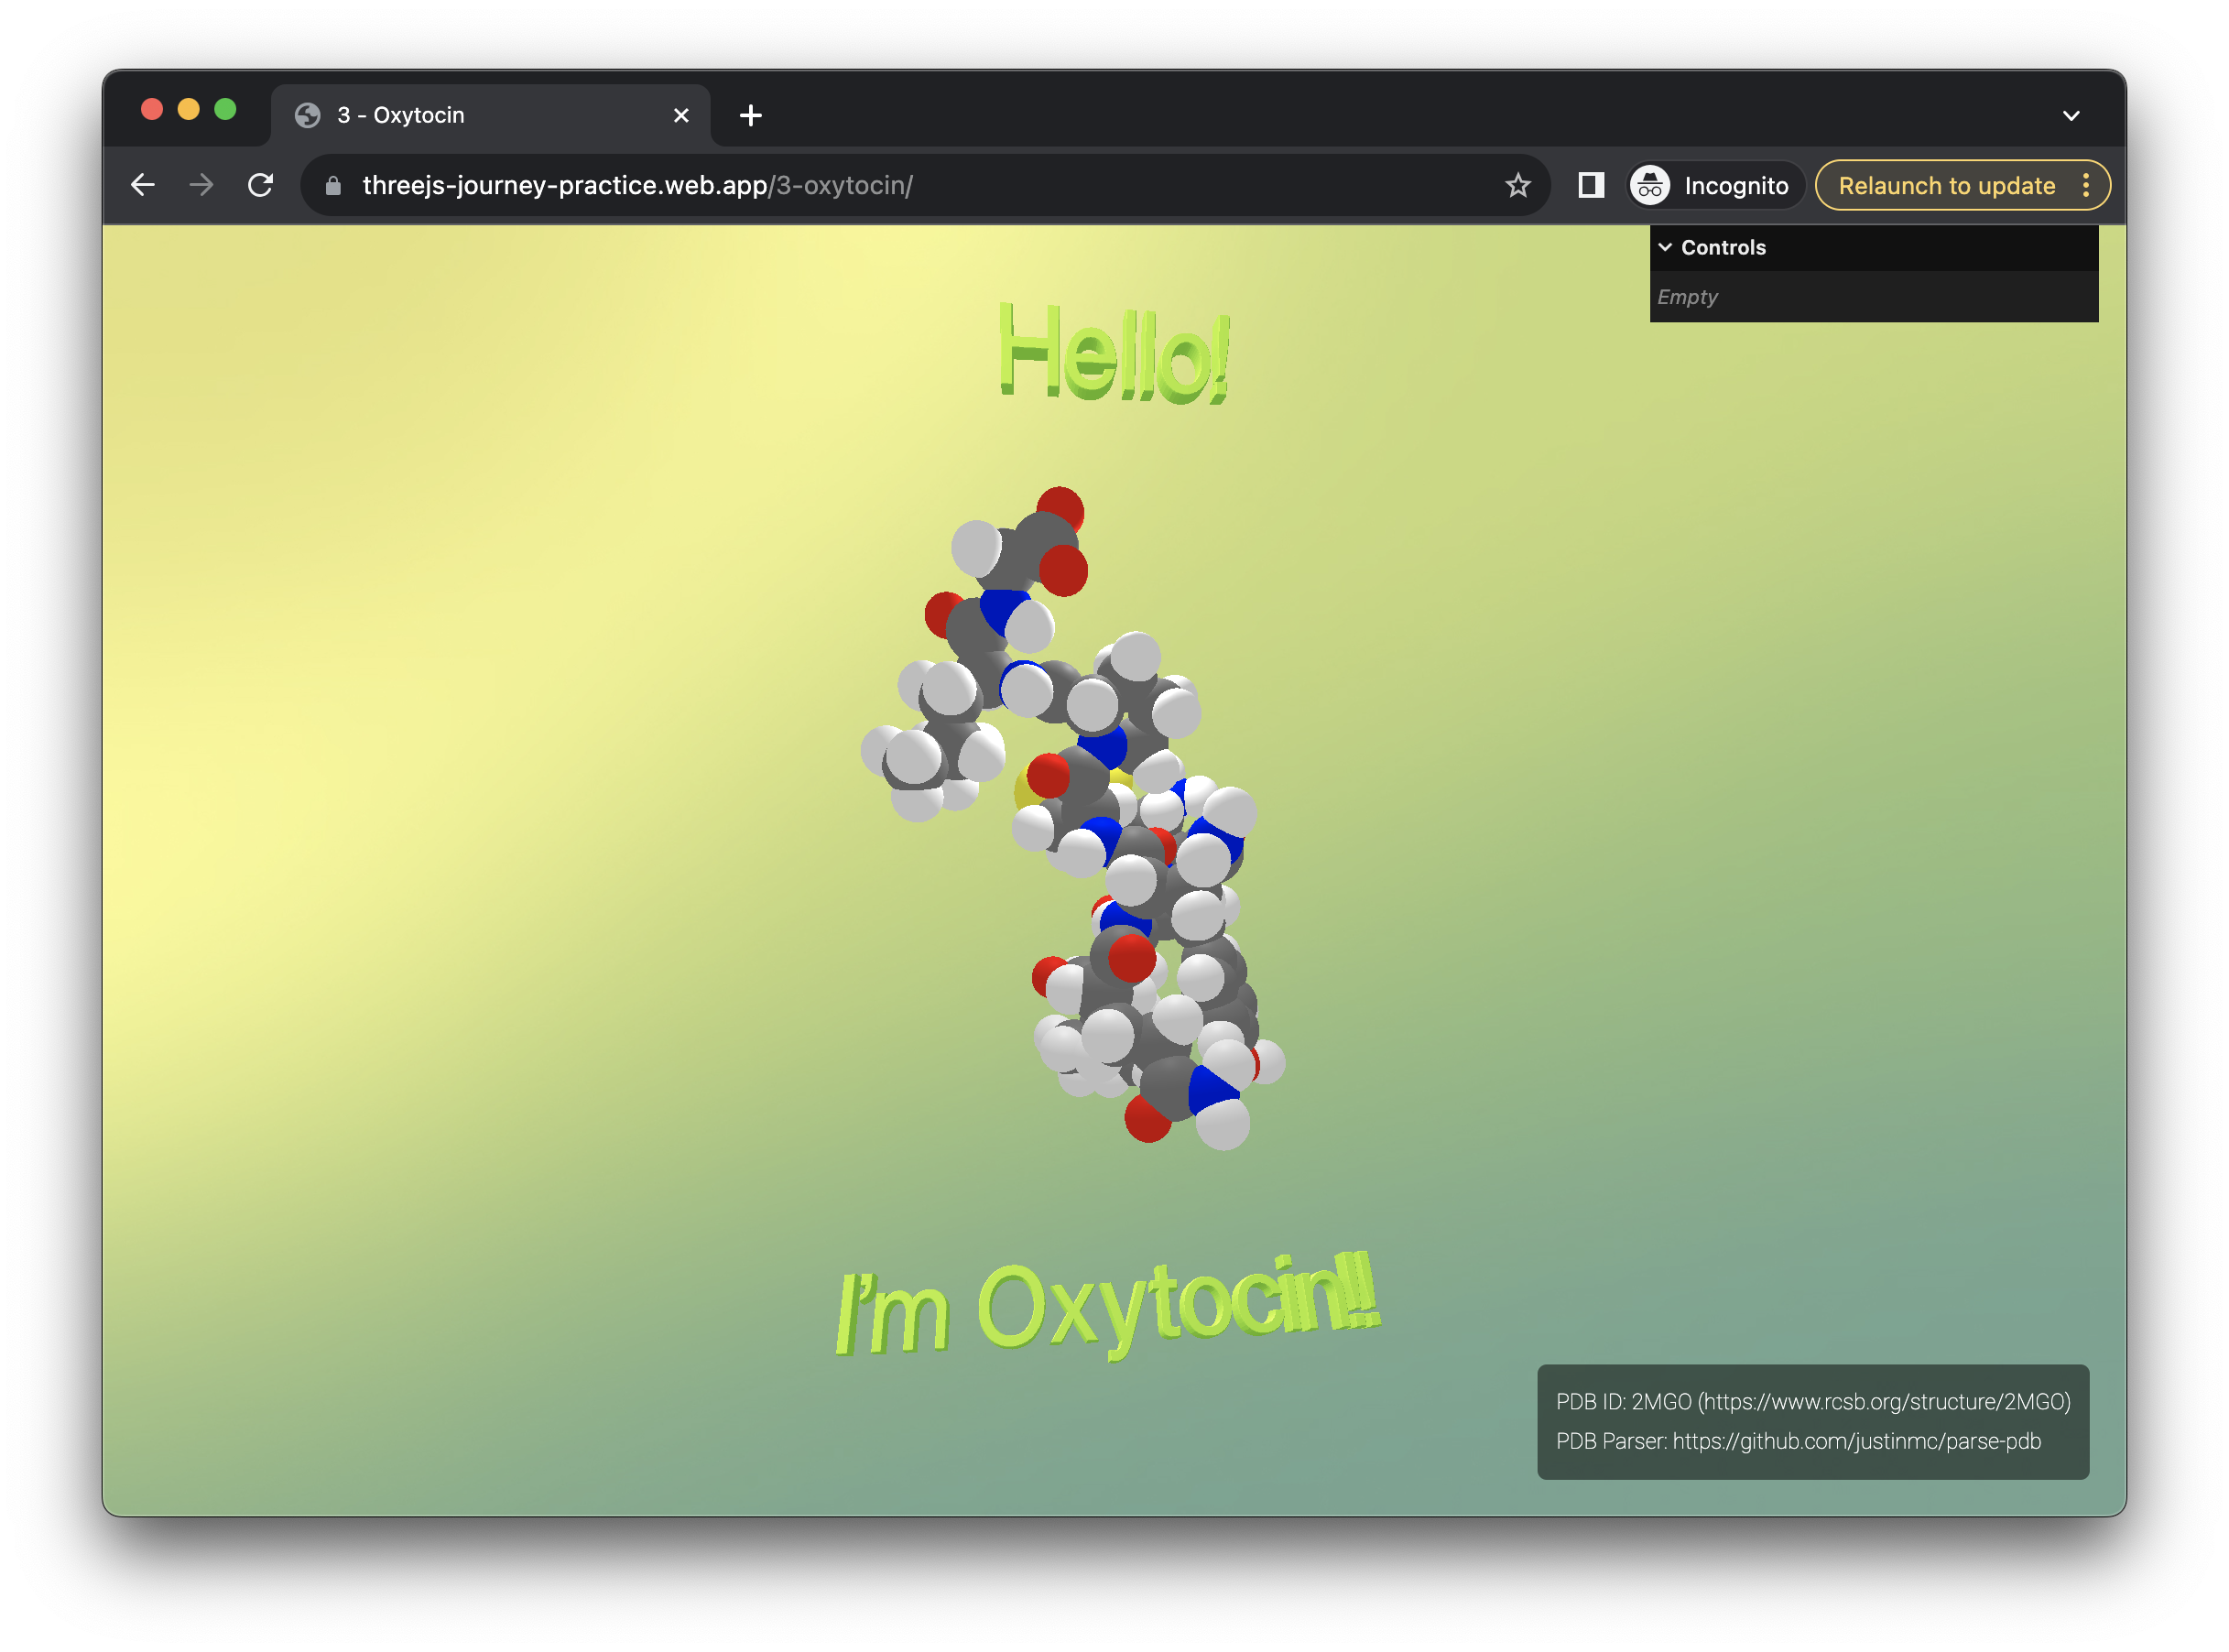 3 - Oxytocin
threejs-journey-practice.web.app/3-oxytocin/
Incognito
Relaunch to update
Controls
Empty
Hello!
I'm Oxytocin!!!
PDB ID: 2MGO (https://www.rcsb.org/structure/2MGO)
PDB Parser: https://github.com/justinmc/parse-pdb